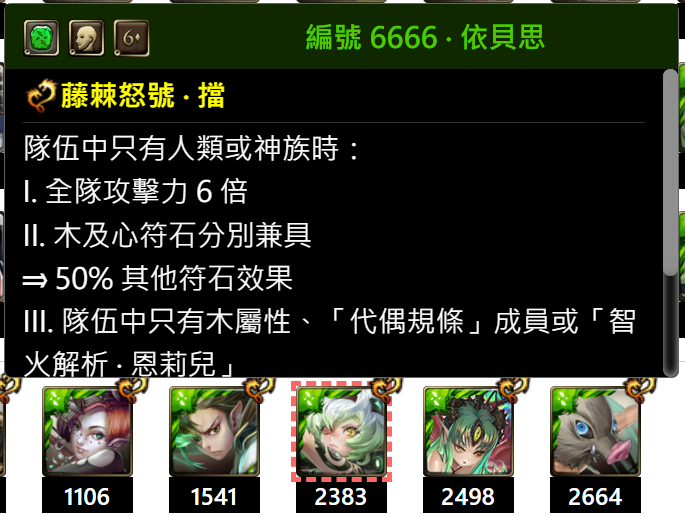 6♦
編號 6666 · 依貝思
藤棘怒號 · 擋
隊伍中只有人類或神族時：
I. 全隊攻擊力 6 倍
II. 木及心符石分別兼具
⇒ 50% 其他符石效果
III. 隊伍中只有木屬性、「代偶規條」成員或「智
火解析 · 恩莉兒」
1106 1541 2383 2498 2664